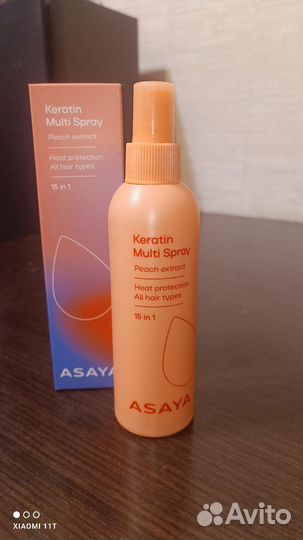 Keratin
Multi Spray
Peach extract
Heat protection
All hair types
15 in 1
ASAYA
Keratin
Multi Spray
Peach extract
Heat protection
All hair types
15 in 1
ASAYA
XIAOMI 11T
Avito